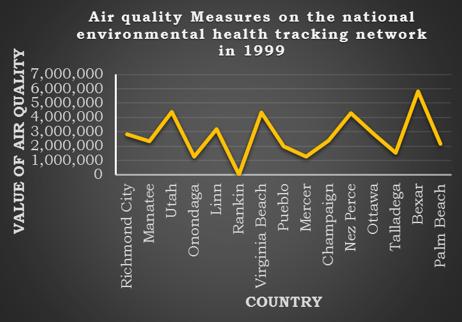 Air quality Measures on the national
environmental health tracking network
in 1999
VALUE OF AIR QUALITY
7,000,000
6,000,000
5,000,000
4,000,000
3,000,000
2,000,000
1,000,000
0
Richmond City
Manatee
Utah
Onondaga
Linn
Rankin
Virginia Beach
Pueblo
Mercer
Champaign
Nez Perce
Ottawa
Talladega
Bexar
Palm Beach
COUNTRY